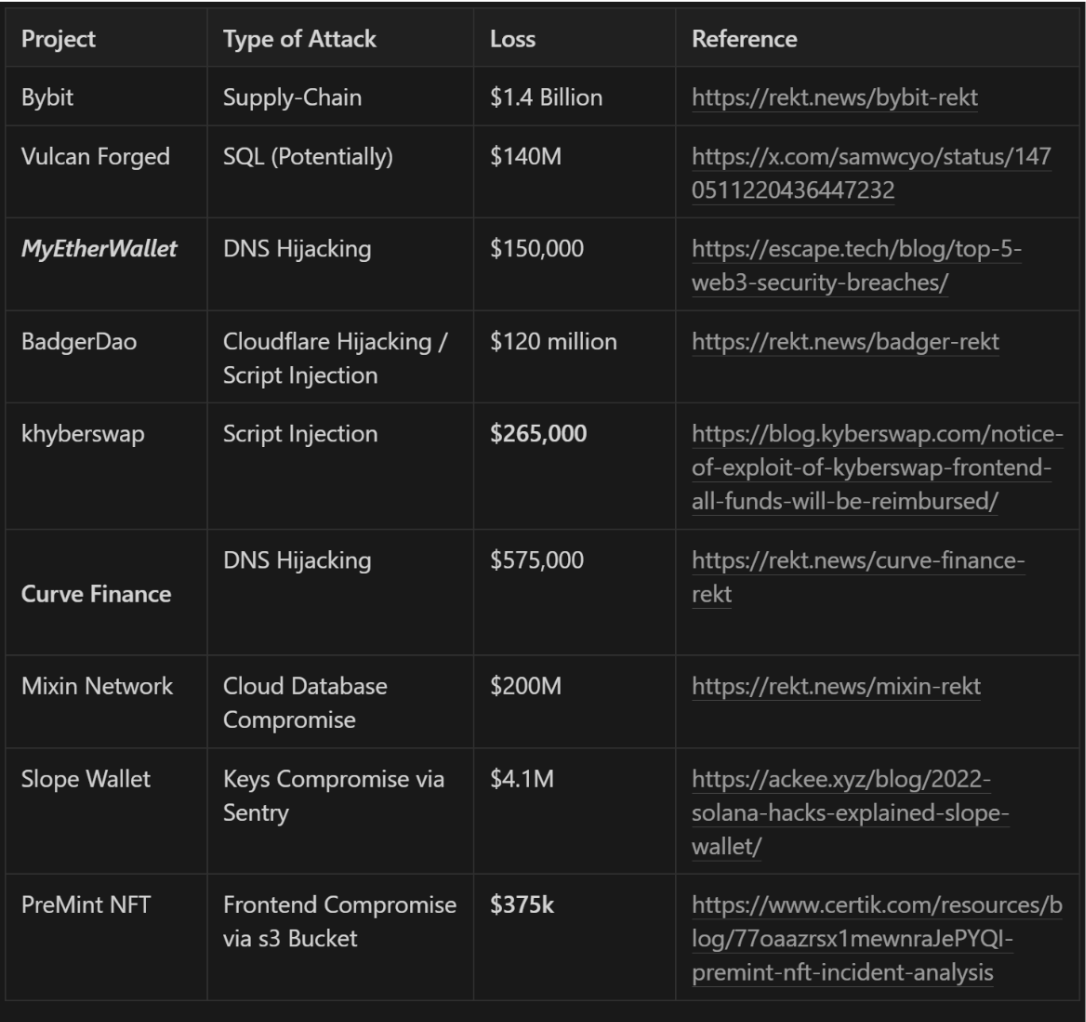 Project Type of Attack Loss Reference
Bybit Supply-Chain $1.4 Billion https://rekt.news/bybit-rekt
Vulcan Forged SQL (Potentially) $140M https://x.com/samwcyo/status/147
0511220436447232
MyEtherWallet DNS Hijacking $150,000 https://escape.tech/blog/top-5-
web3-security-breaches/
BadgerDao Cloudflare Hijacking / $120 million https://rekt.news/badger-rekt
Script Injection
khyberswap Script Injection $265,000 https://blog.kyberswap.com/notice-
of-exploit-of-kyberswap-frontend-
all-funds-will-be-reimbursed/
DNS Hijacking $575,000 https://rekt.news/curve-finance-
Curve Finance rekt
Mixin Network Cloud Database $200M https://rekt.news/mixin-rekt
Compromise
Slope Wallet Keys Compromise via $4.1M https://ackee.xyz/blog/2022-
Sentry solana-hacks-explained-slope-
wallet/
PreMint NFT Frontend Compromise $375k https://www.certik.com/resources/b
via s3 Bucket log/77oaazrsx1mewnraJePYQl-
premint-nft-incident-analysis